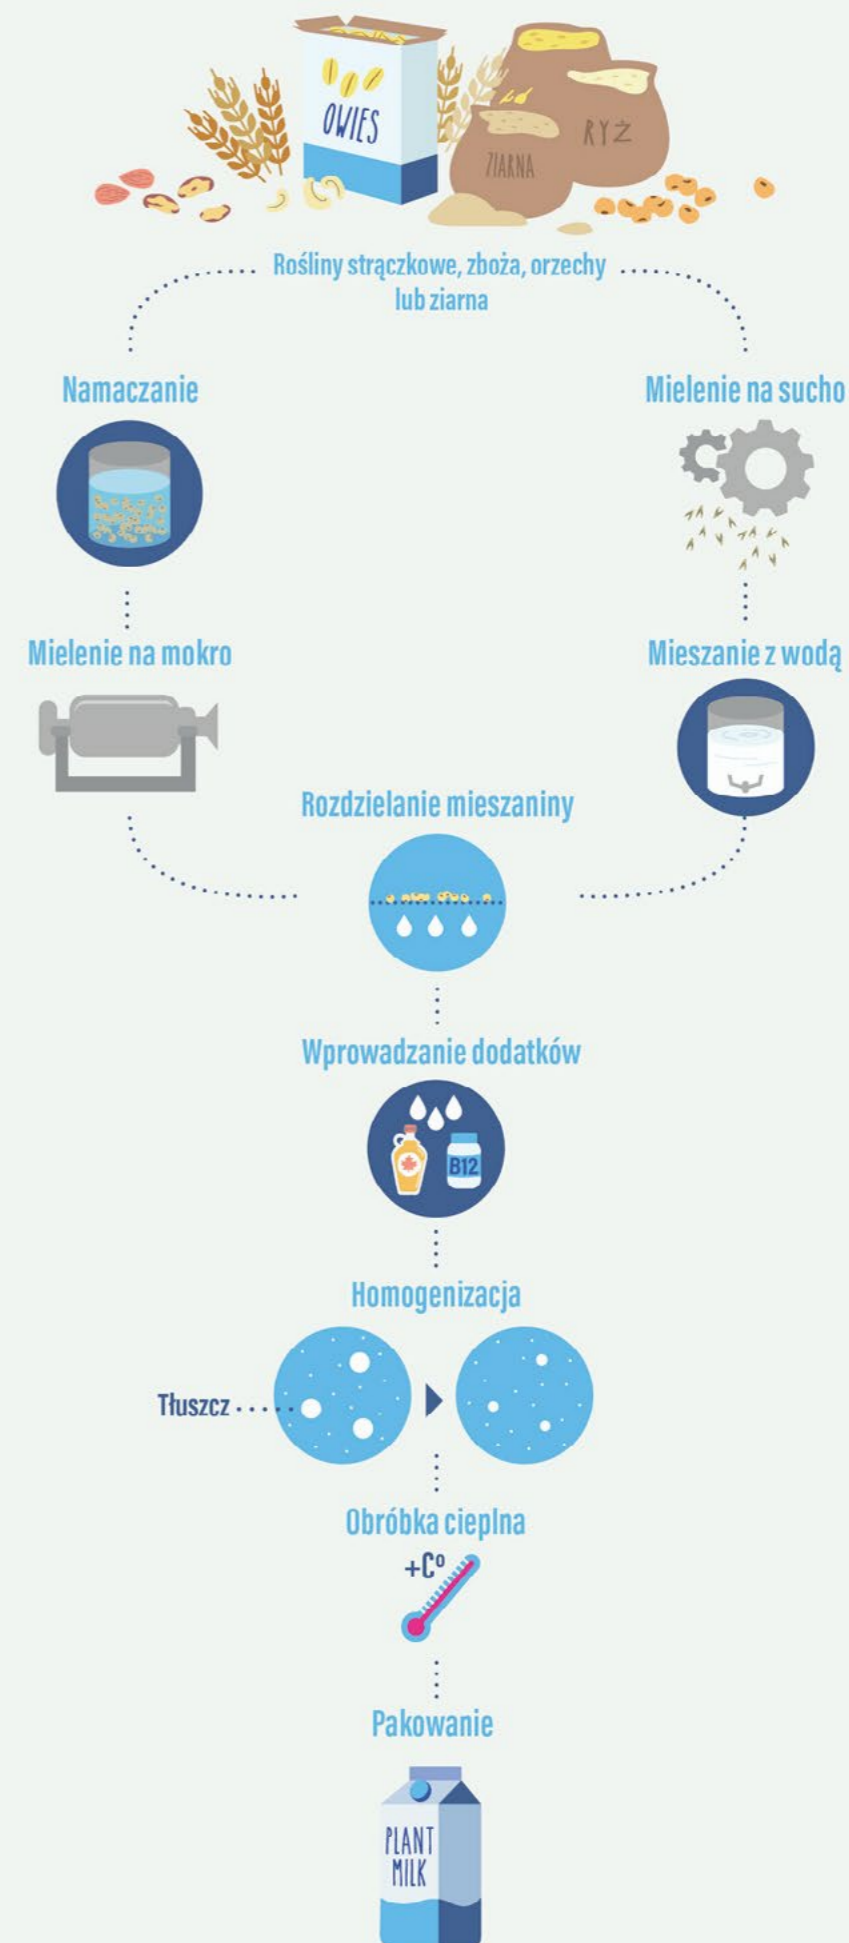 OWIES
RYŻ
ZIARNA
Rośliny strączkowe, zboża, orzechy
lub ziarna
Namaczanie
Mielenie na sucho
Mielenie na mokro
Mieszanie z wodą
Rozdzielanie mieszaniny
Wprowadzanie dodatków
B12
Homogenizacja
Tłuszcz
Obróbka cieplna
+Cº
Pakowanie
PLANT
MILK